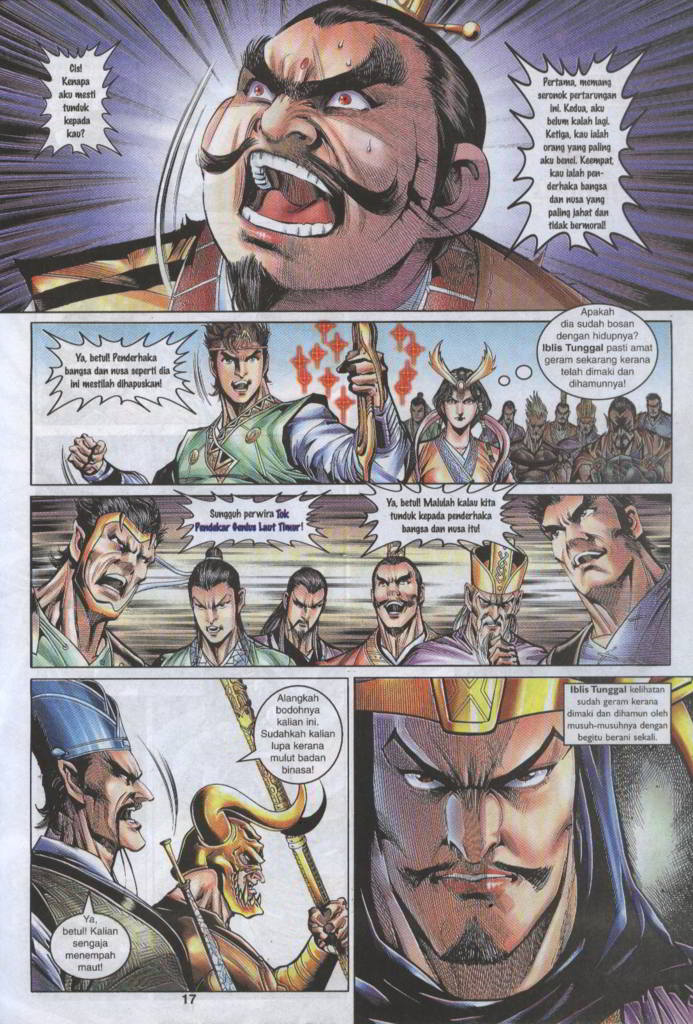 Cis!
Kenapa
aku mesti
tunduk
kepada
kau?
Pertama, memang
seronok pertarungan
ini. Kedua, aku
belum kalah lagi.
Ketiga, kau ialah
orang yang paling
aku benci. Keempat,
kau ialah pen-
derhaka bangsa
dan nusa yang
paling jahat dan
tidak bermoral!
Ya, betul! Penderhaka
bangsa dan nusa seperti dia
ini mestilah dihapuskan!
Apakah
dia sudah bosan
dengan hidupnya?
Iblis Tunggal pasti amat
geram sekarang kerana
telah dimaki dan
dihamunnya!
Sungguh perwira Tok
Pendekar Genius Laut Timur!
Ya, betul! Malulah kalau kita
tunduk kepada penderhaka
bangsa dan nusa itu!
Alangkah
bodohnya
kalian ini.
Sudahkah kalian
lupa kerana
mulut badan
binasa!
Ya,
betul! Kalian
sengaja
menempah
maut!
Iblis Tunggal kelihatan
sudah geram kerana
dimaki dan dihamun oleh
musuh-musuhnya dengan
begitu berani sekali.
17